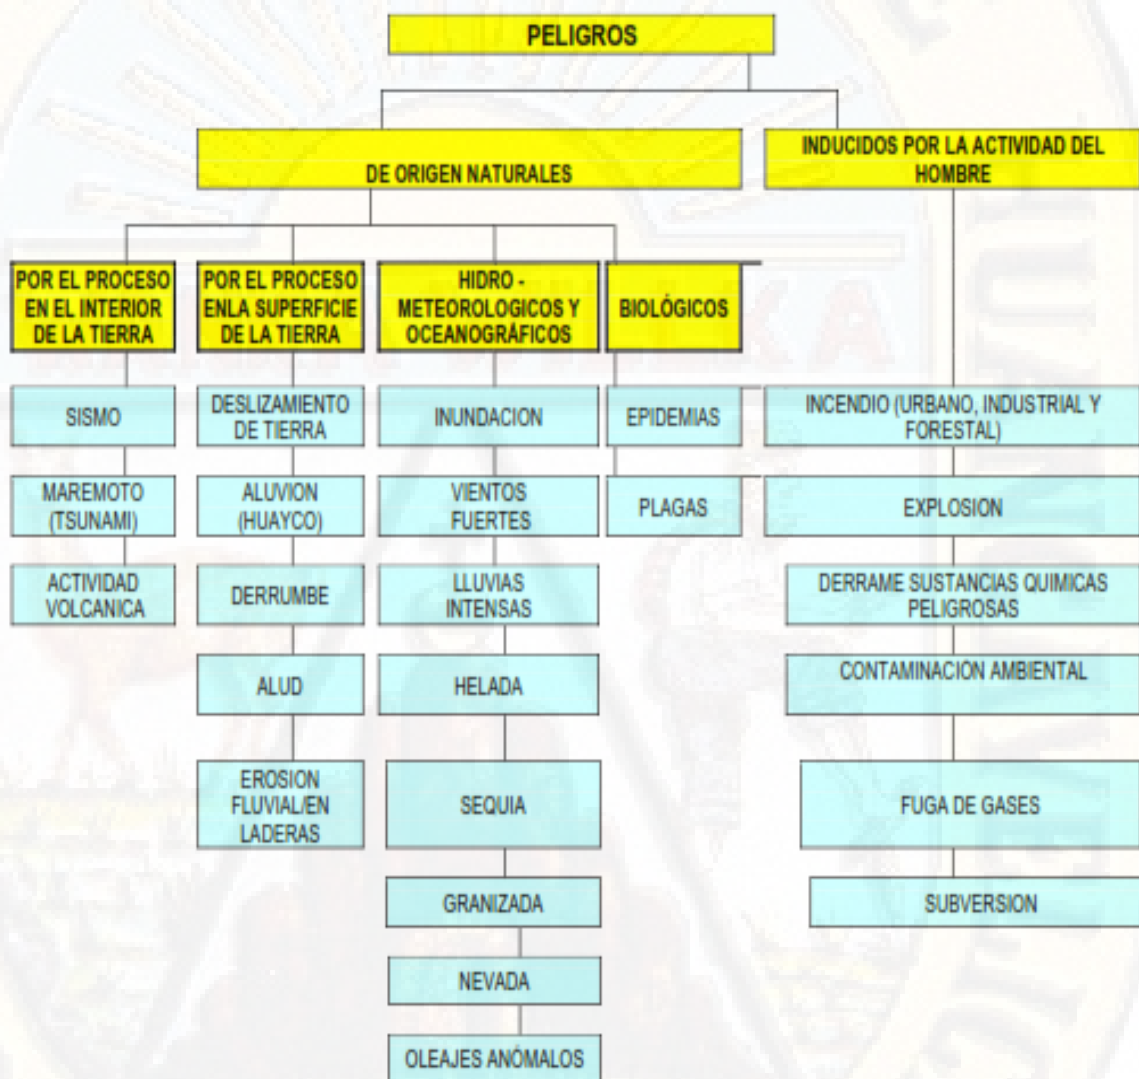 PELIGROS
DE ORIGEN NATURALES
INDUCIDOS POR LA ACTIVIDAD DEL
HOMBRE
POR EL PROCESO
EN EL INTERIOR
DE LA TIERRA
POR EL PROCESO
ENLA SUPERFICIE
DE LA TIERRA
HIDRO -
METEOROLOGICOS Y
OCEANOGRÁFICOS
BIOLÓGICOS
SISMO
MAREMOTO
(TSUNAMI)
ACTIVIDAD
VOLCANICA
DESLIZAMIENTO
DE TIERRA
ALUVION
(HUAYCO)
DERRUMBE
ALUD
EROSION
FLUVIAL/EN
LADERAS
INUNDACION
VIENTOS
FUERTES
LLUVIAS
INTENSAS
HELADA
SEQUIA
GRANIZADA
NEVADA
OLEAJES ANÓMALOS
EPIDEMIAS
PLAGAS
INCENDIO (URBANO, INDUSTRIAL Y
FORESTAL)
EXPLOSION
DERRAME SUSTANCIAS QUIMICAS
PELIGROSAS
CONTAMINACION AMBIENTAL
FUGA DE GASES
SUBVERSION